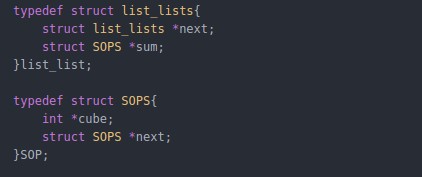 typedef struct list_lists{
    struct list_lists *next;
    struct SOPS *sum;
}list_list;

typedef struct SOPS{
    int *cube;
    struct SOPS *next;
}SOP;